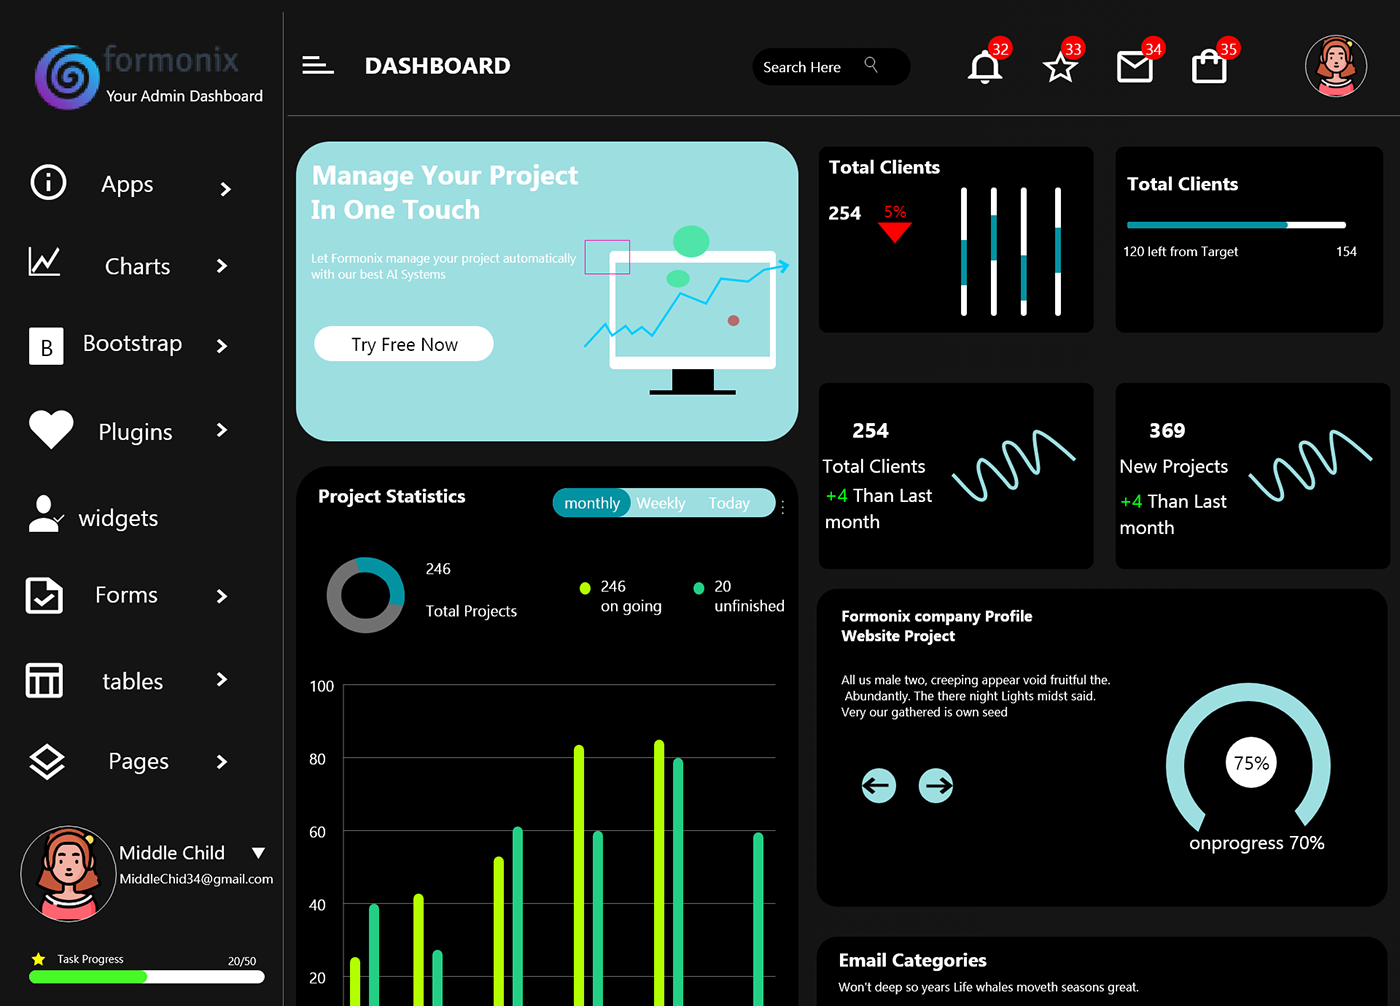 formonix
Your Admin Dashboard
DASHBOARD
Search Here
32
33
34
35
Apps
Charts
B
Bootstrap
Plugins
widgets
Forms
tables
Pages
Middle Child
MiddleChid34@gmail.com
Task Progress
20/50
Manage Your Project
In One Touch
Let Formonix manage your project automatically
with our best AI Systems
Try Free Now
Total Clients
254
5%
Total Clients
120 left from Target
154
254
Total Clients
+4 Than Last
month
369
New Projects
+4 Than Last
month
Project Statistics
monthly
Weekly
Today
246
Total Projects
246
on going
20
unfinished
100
80
60
40
20
Formonix company Profile
Website Project
All us male two, creeping appear void fruitful the.
Abundantly. The there night Lights midst said.
Very our gathered is own seed
75%
onprogress 70%
Email Categories
Won't deep so years Life whales moveth seasons great.